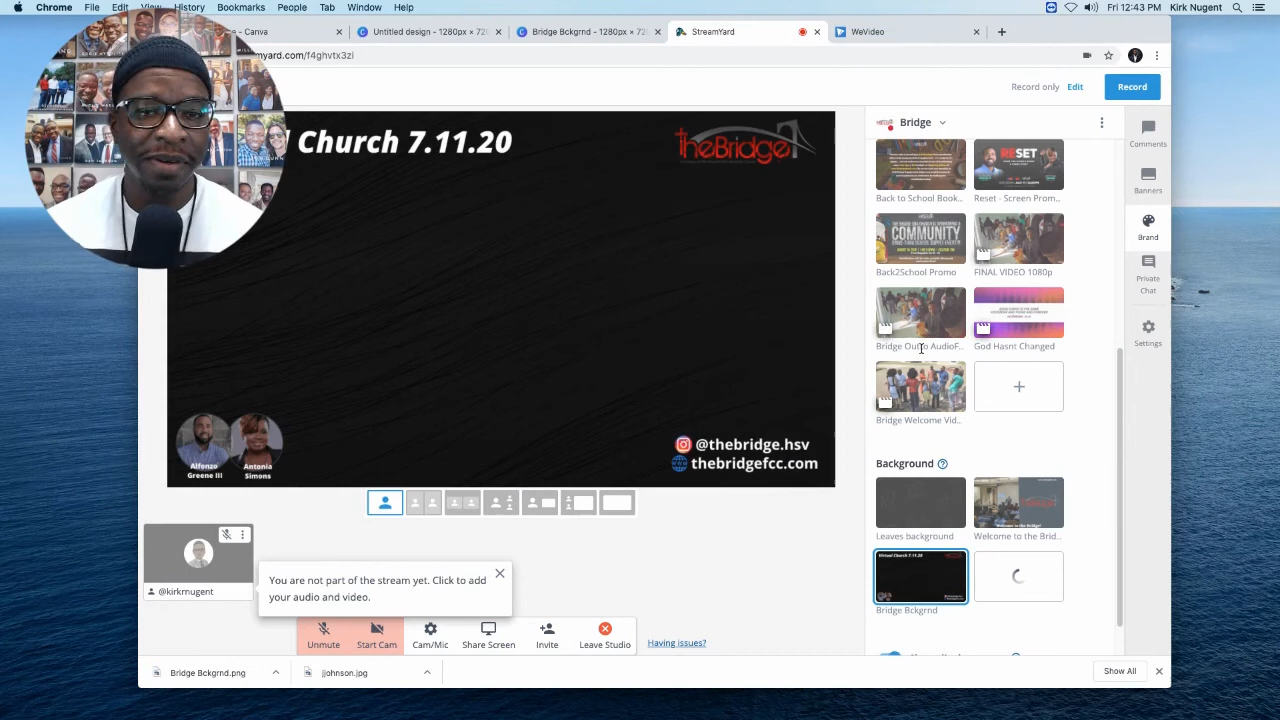 Chrome File Edit View History Bookmarks People Tab Window Help
Fri 12:43 PM Kirk Nugent
Canva
Untitled design - 1280px × 72
Bridge Bckgrnd - 1280px × 72
StreamYard
WeVideo
myard.com/f4ghvtx3zi
Record only Edit Record
Church 7.11.20
theBridge
Bridge
Back to School Book..
Reset - Screen Prom..
Back2School Promo
FINAL VIDEO 1080p
God Hasnt Changed
Bridge Welcome Vid..
Background
Leaves background
Welcome to the Brid..
Bridge Bckgrnd
Comments
Banners
Brand
Private
Chat
Settings
Alfonzo
Greene III
Antonia
Simons
@thebridge.hsv
thebridgefcc.com
@kirkrnugent
You are not part of the stream yet. Click to add
your audio and video.
Unmute
Start Cam
Cam/Mic
Share Screen
Invite
Leave Studio
Having issues?
Bridge Bckgrnd.png
jjohnson.jpg
Show All